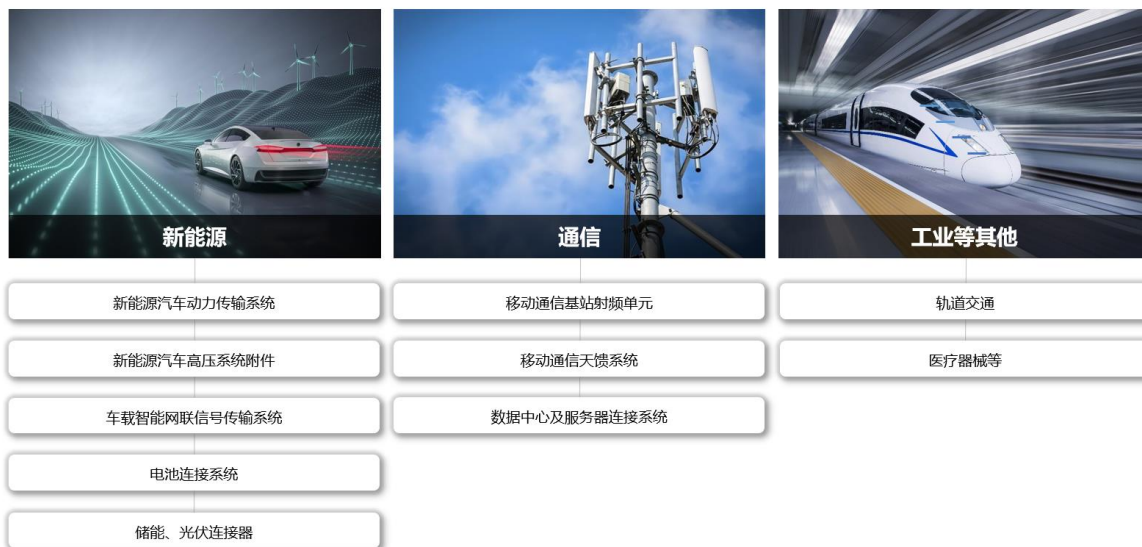 新能源
新能源汽车动力传输系统
新能源汽车高压系统附件
车载智能网联信号传输系统
电池连接系统
储能、光伏连接器
通信
移动通信基站射频单元
移动通信天馈系统
数据中心及服务器连接系统
工业等其他
轨道交通
医疗器械等